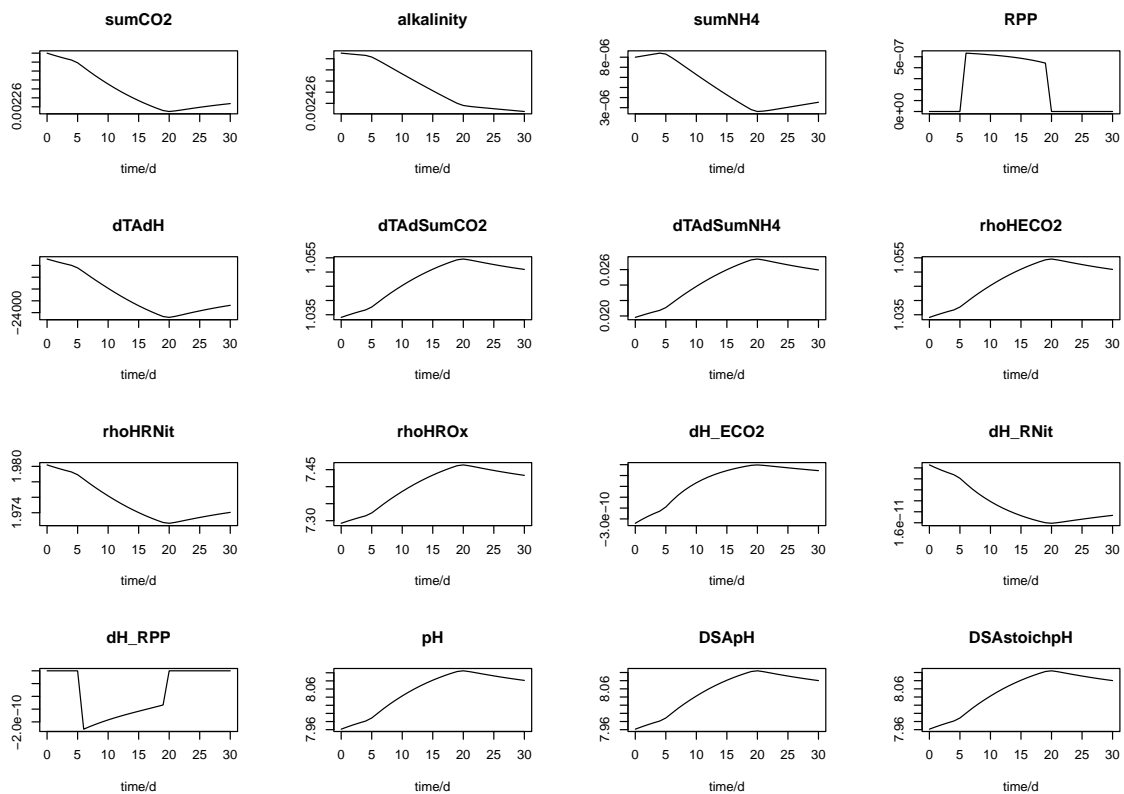 sumCO2 alkalinity sumNH4 RPP
0.00226 0.002426 3e−06 8e−06 0e+00 5e−07
0 5 10 15 20 25 30 0 5 10 15 20 25 30 0 5 10 15 20 25 30 0 5 10 15 20 25 30
time/d time/d time/d time/d
dTAdH dTAdSumCO2 dTAdSumNH4 rhoHECO2
−24000 1.035 1.055 0.020 0.026 1.035 1.055
0 5 10 15 20 25 30 0 5 10 15 20 25 30 0 5 10 15 20 25 30 0 5 10 15 20 25 30
time/d time/d time/d time/d
rhoHRNit rhoHROx dH_ECO2 dH_RNit
1.974 1.980 7.30 7.45 −3.0e−10 1.6e−11
0 5 10 15 20 25 30 0 5 10 15 20 25 30 0 5 10 15 20 25 30 0 5 10 15 20 25 30
time/d time/d time/d time/d
dH_RPP pH DSApH DSAstoichpH
−2.0e−10 7.96 8.06 7.96 8.06 7.96 8.06
0 5 10 15 20 25 30 0 5 10 15 20 25 30 0 5 10 15 20 25 30 0 5 10 15 20 25 30
time/d time/d time/d time/d